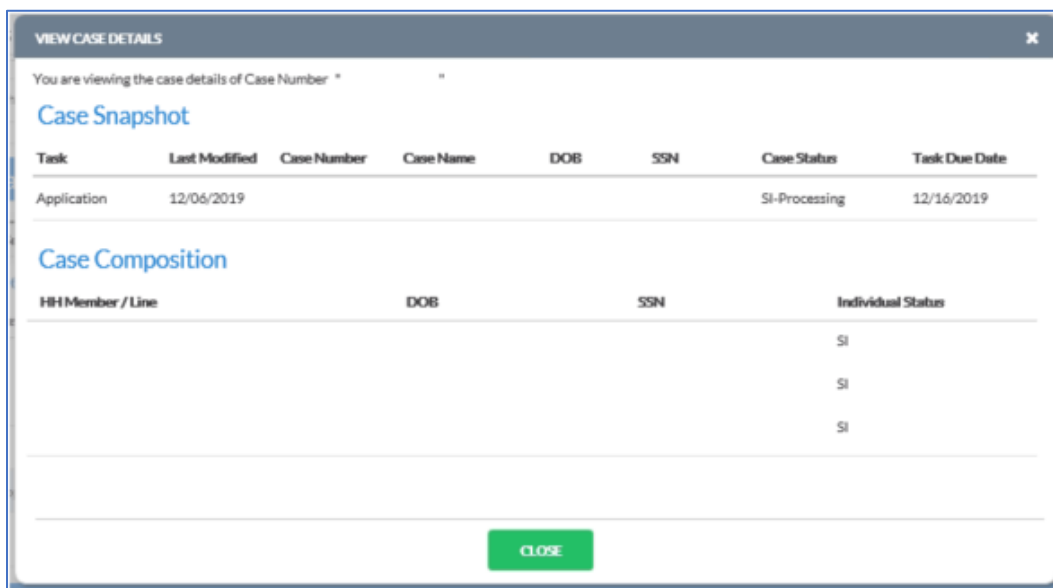 VIEW CASE DETAILS ✖
You are viewing the case details of Case Number " "
Case Snapshot
Task Last Modified Case Number Case Name DOB SSN Case Status Task Due Date
Application 12/06/2019 SI-Processing 12/16/2019
Case Composition
HH Member / Line DOB SSN Individual Status
SI
SI
SI
CLOSE